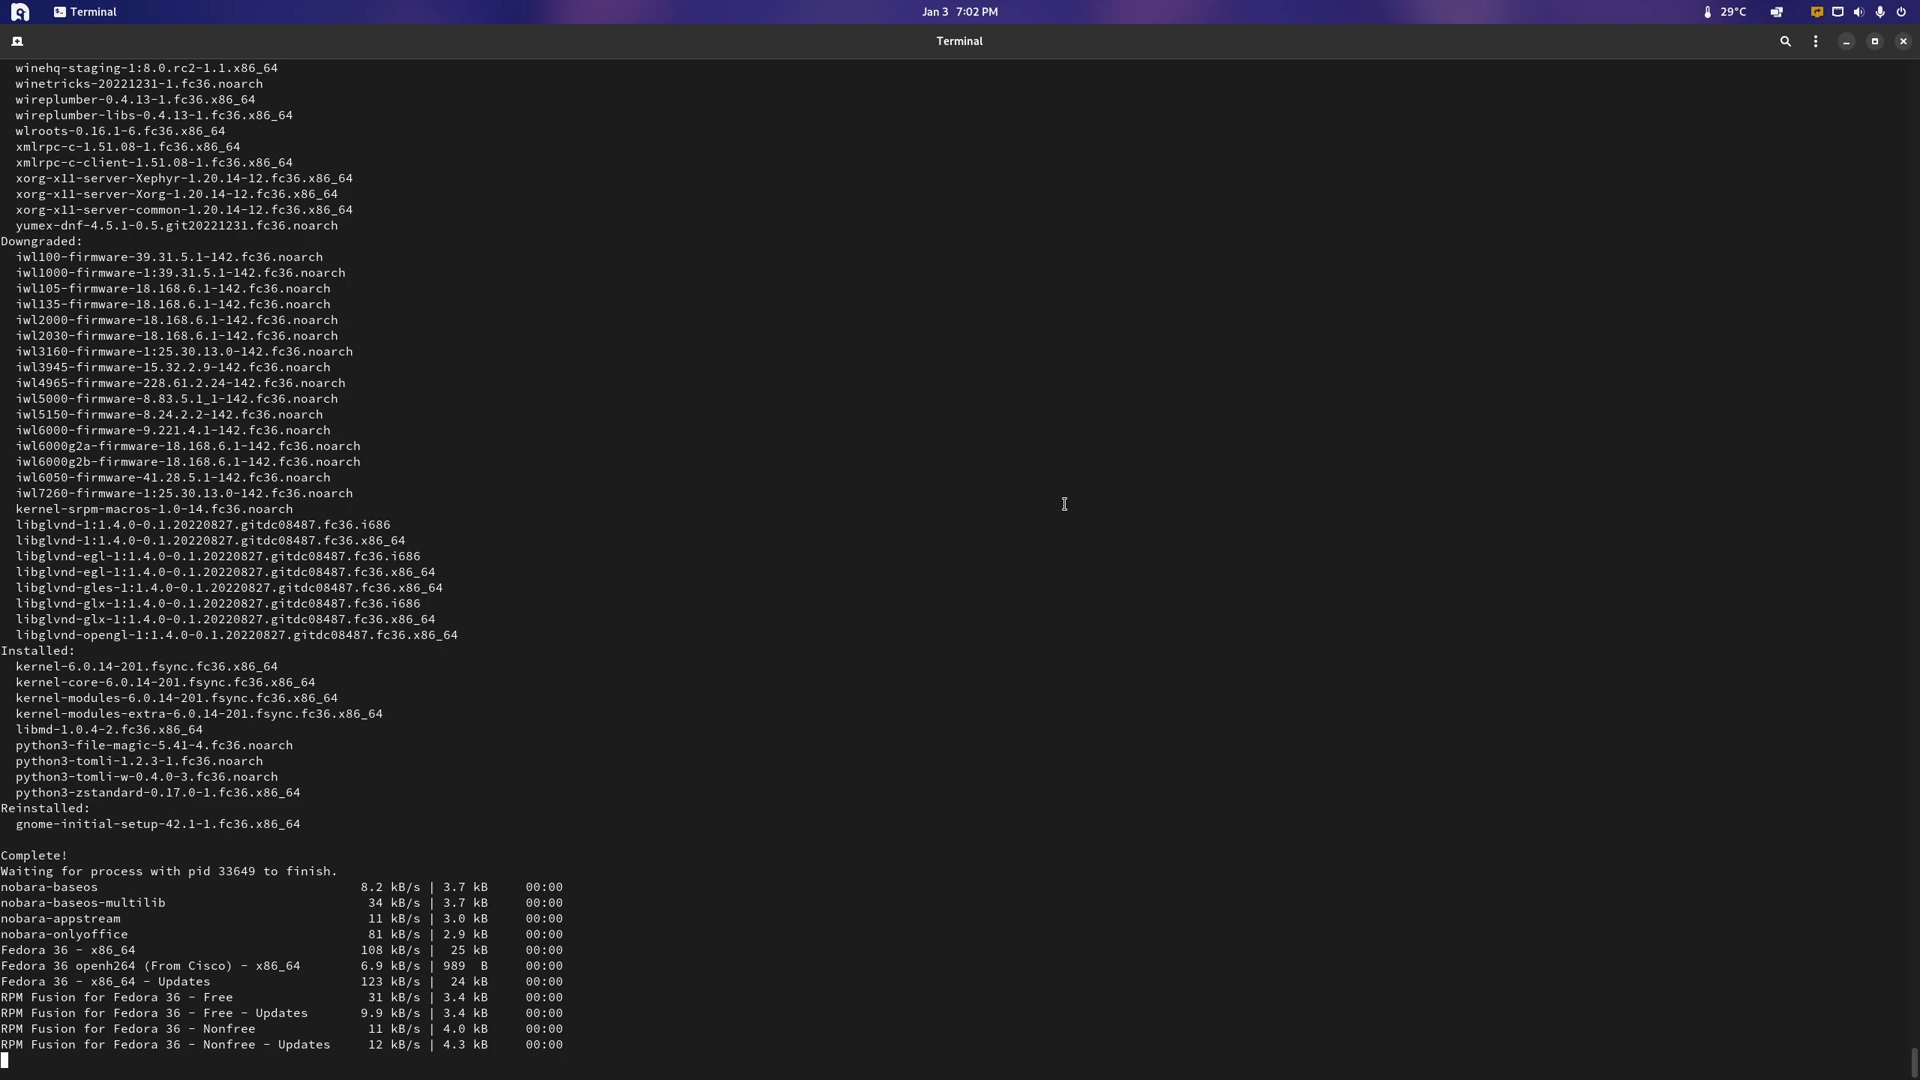 Terminal
Jan 3 7:02 PM
29°C
Terminal
winehq-staging-1:8.0.rc2-1.1.x86_64
winetricks-20221231-1.fc36.noarch
wireplumber-0.4.13-1.fc36.x86_64
wireplumber-libs-0.4.13-1.fc36.x86_64
wlroots-0.16.1-6.fc36.x86_64
xmlrpc-c-1.51.08-1.fc36.x86_64
xmlrpc-c-client-1.51.08-1.fc36.x86_64
xorg-x11-server-Xephyr-1.20.14-12.fc36.x86_64
xorg-x11-server-Xorg-1.20.14-12.fc36.x86_64
xorg-x11-server-common-1.20.14-12.fc36.x86_64
yumex-dnf-4.5.1-0.5.git20221231.fc36.noarch
Downgraded:
iwl100-firmware-39.31.5.1-142.fc36.noarch
iwl1000-firmware-1:39.31.5.1-142.fc36.noarch
iwl105-firmware-18.168.6.1-142.fc36.noarch
iwl135-firmware-18.168.6.1-142.fc36.noarch
iwl2000-firmware-18.168.6.1-142.fc36.noarch
iwl2030-firmware-18.168.6.1-142.fc36.noarch
iwl3160-firmware-1:25.30.13.0-142.fc36.noarch
iwl3945-firmware-15.32.2.9-142.fc36.noarch
iwl4965-firmware-228.61.2.24-142.fc36.noarch
iwl5000-firmware-8.83.5.1_1-142.fc36.noarch
iwl5150-firmware-8.24.2.2-142.fc36.noarch
iwl6000-firmware-9.221.4.1-142.fc36.noarch
iwl6000g2a-firmware-18.168.6.1-142.fc36.noarch
iwl6000g2b-firmware-18.168.6.1-142.fc36.noarch
iwl6050-firmware-41.28.5.1-142.fc36.noarch
iwl7260-firmware-1:25.30.13.0-142.fc36.noarch
kernel-srpm-macros-1.0-14.fc36.noarch
libglvnd-1:1.4.0-0.1.20220827.gitdc08487.fc36.i686
libglvnd-1:1.4.0-0.1.20220827.gitdc08487.fc36.x86_64
libglvnd-egl-1:1.4.0-0.1.20220827.gitdc08487.fc36.i686
libglvnd-egl-1:1.4.0-0.1.20220827.gitdc08487.fc36.x86_64
libglvnd-gles-1:1.4.0-0.1.20220827.gitdc08487.fc36.x86_64
libglvnd-glx-1:1.4.0-0.1.20220827.gitdc08487.fc36.i686
libglvnd-glx-1:1.4.0-0.1.20220827.gitdc08487.fc36.x86_64
libglvnd-opengl-1:1.4.0-0.1.20220827.gitdc08487.fc36.x86_64
Installed:
kernel-6.0.14-201.fsync.fc36.x86_64
kernel-core-6.0.14-201.fsync.fc36.x86_64
kernel-modules-6.0.14-201.fsync.fc36.x86_64
kernel-modules-extra-6.0.14-201.fsync.fc36.x86_64
libmd-1.0.4-2.fc36.x86_64
python3-file-magic-5.41-4.fc36.noarch
python3-tomli-1.2.3-1.fc36.noarch
python3-tomli-w-0.4.0-3.fc36.noarch
python3-zstandard-0.17.0-1.fc36.x86_64
Reinstalled:
gnome-initial-setup-42.1-1.fc36.x86_64
Complete!
Waiting for process with pid 33649 to finish.
nobara-baseos 8.2 kB/s | 3.7 kB 00:00
nobara-baseos-multilib 34 kB/s | 3.7 kB 00:00
nobara-appstream 11 kB/s | 3.0 kB 00:00
nobara-onlyoffice 81 kB/s | 2.9 kB 00:00
Fedora 36 - x86_64 108 kB/s | 25 kB 00:00
Fedora 36 openh264 (From Cisco) - x86_64 6.9 kB/s | 989 B 00:00
Fedora 36 - x86_64 - Updates 123 kB/s | 24 kB 00:00
RPM Fusion for Fedora 36 - Free 31 kB/s | 3.4 kB 00:00
RPM Fusion for Fedora 36 - Free - Updates 9.9 kB/s | 3.4 kB 00:00
RPM Fusion for Fedora 36 - Nonfree 11 kB/s | 4.0 kB 00:00
RPM Fusion for Fedora 36 - Nonfree - Updates 12 kB/s | 4.3 kB 00:00